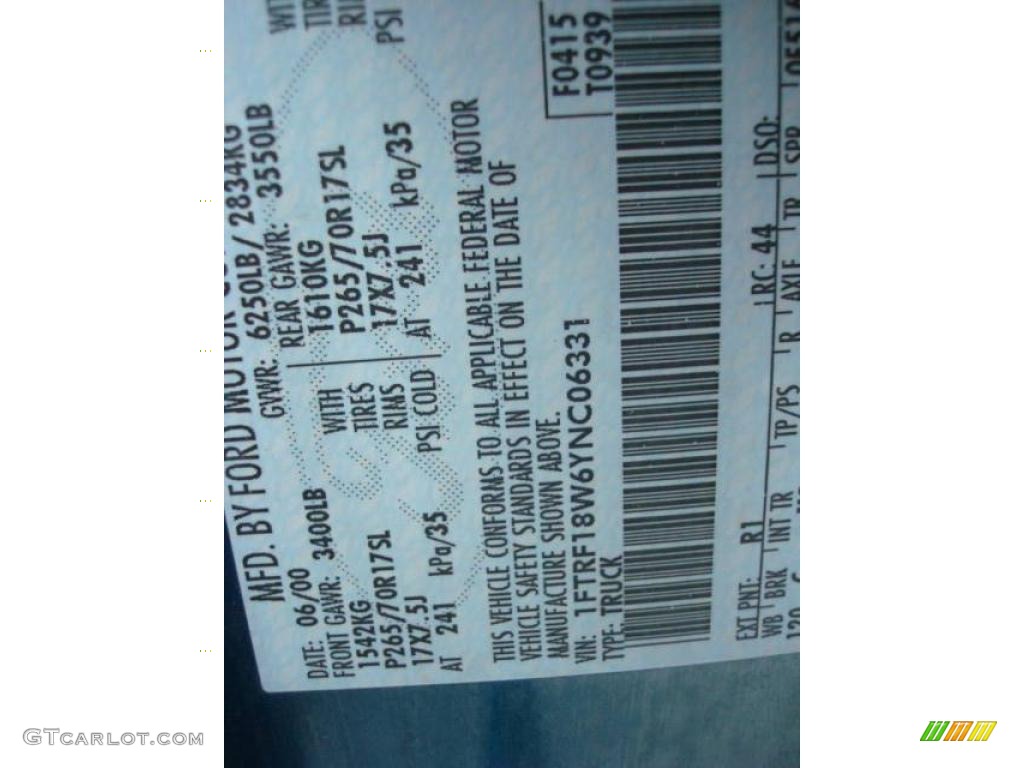 MFD. BY FORD MOTOR
DATE: 06/00 GVWR: 6250LB/ 2834KG
FRONT GAWR: 3400LB REAR GAWR: 3550LB
1542KG WITH 1610KG WIT
P265/70R17SL TIRES P265/70R17SL TIR
17X7.5J RIMS 17X7.5J RI
AT 241 kPa/35 PSI COLD AT 241 kPa/35 PSI
THIS VEHICLE CONFORMS TO ALL APPLICABLE FEDERAL MOTOR
VEHICLE SAFETY STANDARDS IN EFFECT ON THE DATE OF
MANUFACTURE SHOWN ABOVE.
VIN: 1FTRF18W6YNC06331 F0415
TYPE: TRUCK T0939
EXT PNT: R1 RC: 44 DSO:
WB BRK INT TR TP/PS R AXLE TR SPR
GTCARLOT.COM